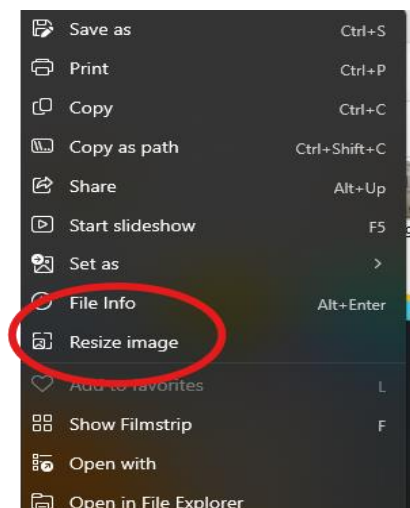 Save as Ctrl+S
Print Ctrl+P
Copy Ctrl+C
Copy as path Ctrl+Shift+C
Share Alt+Up
Start slideshow F5
Set as >
File Info Alt+Enter
Resize image
Add to favorites L
Show Filmstrip F
Open with
Open in File Explorer